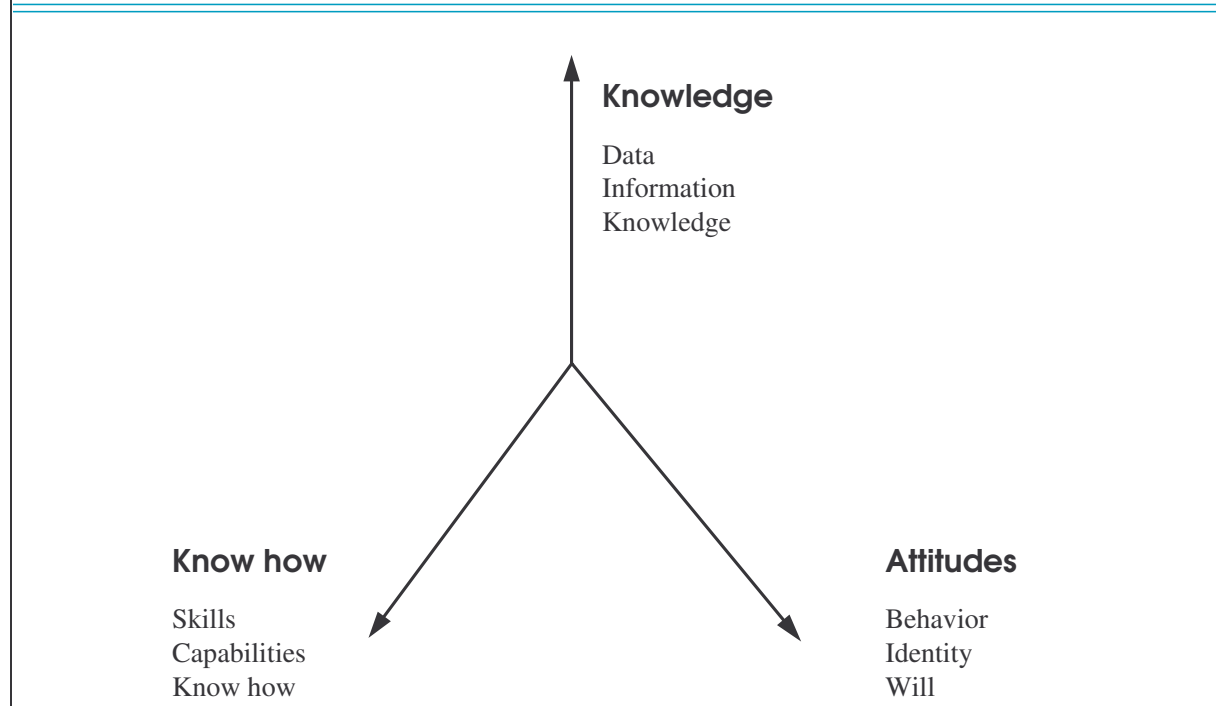 Knowledge
Data
Information
Knowledge
Know how
Skills
Capabilities
Know how
Attitudes
Behavior
Identity
Will